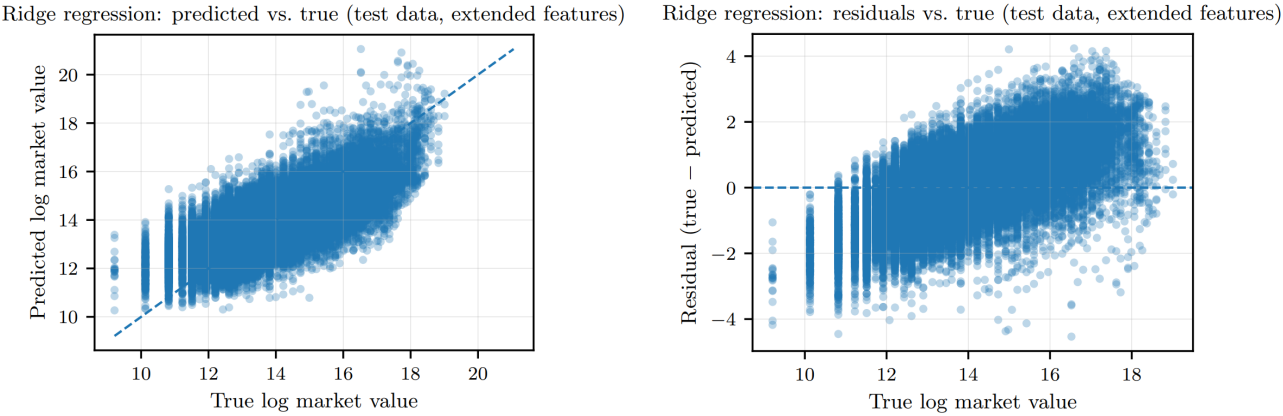 Ridge regression: predicted vs. true (test data, extended features)
Predicted log market value
20
18
16
14
12
10
10 12 14 16 18 20
True log market value
Ridge regression: residuals vs. true (test data, extended features)
Residual (true − predicted)
4
2
0
−2
−4
10 12 14 16 18
True log market value